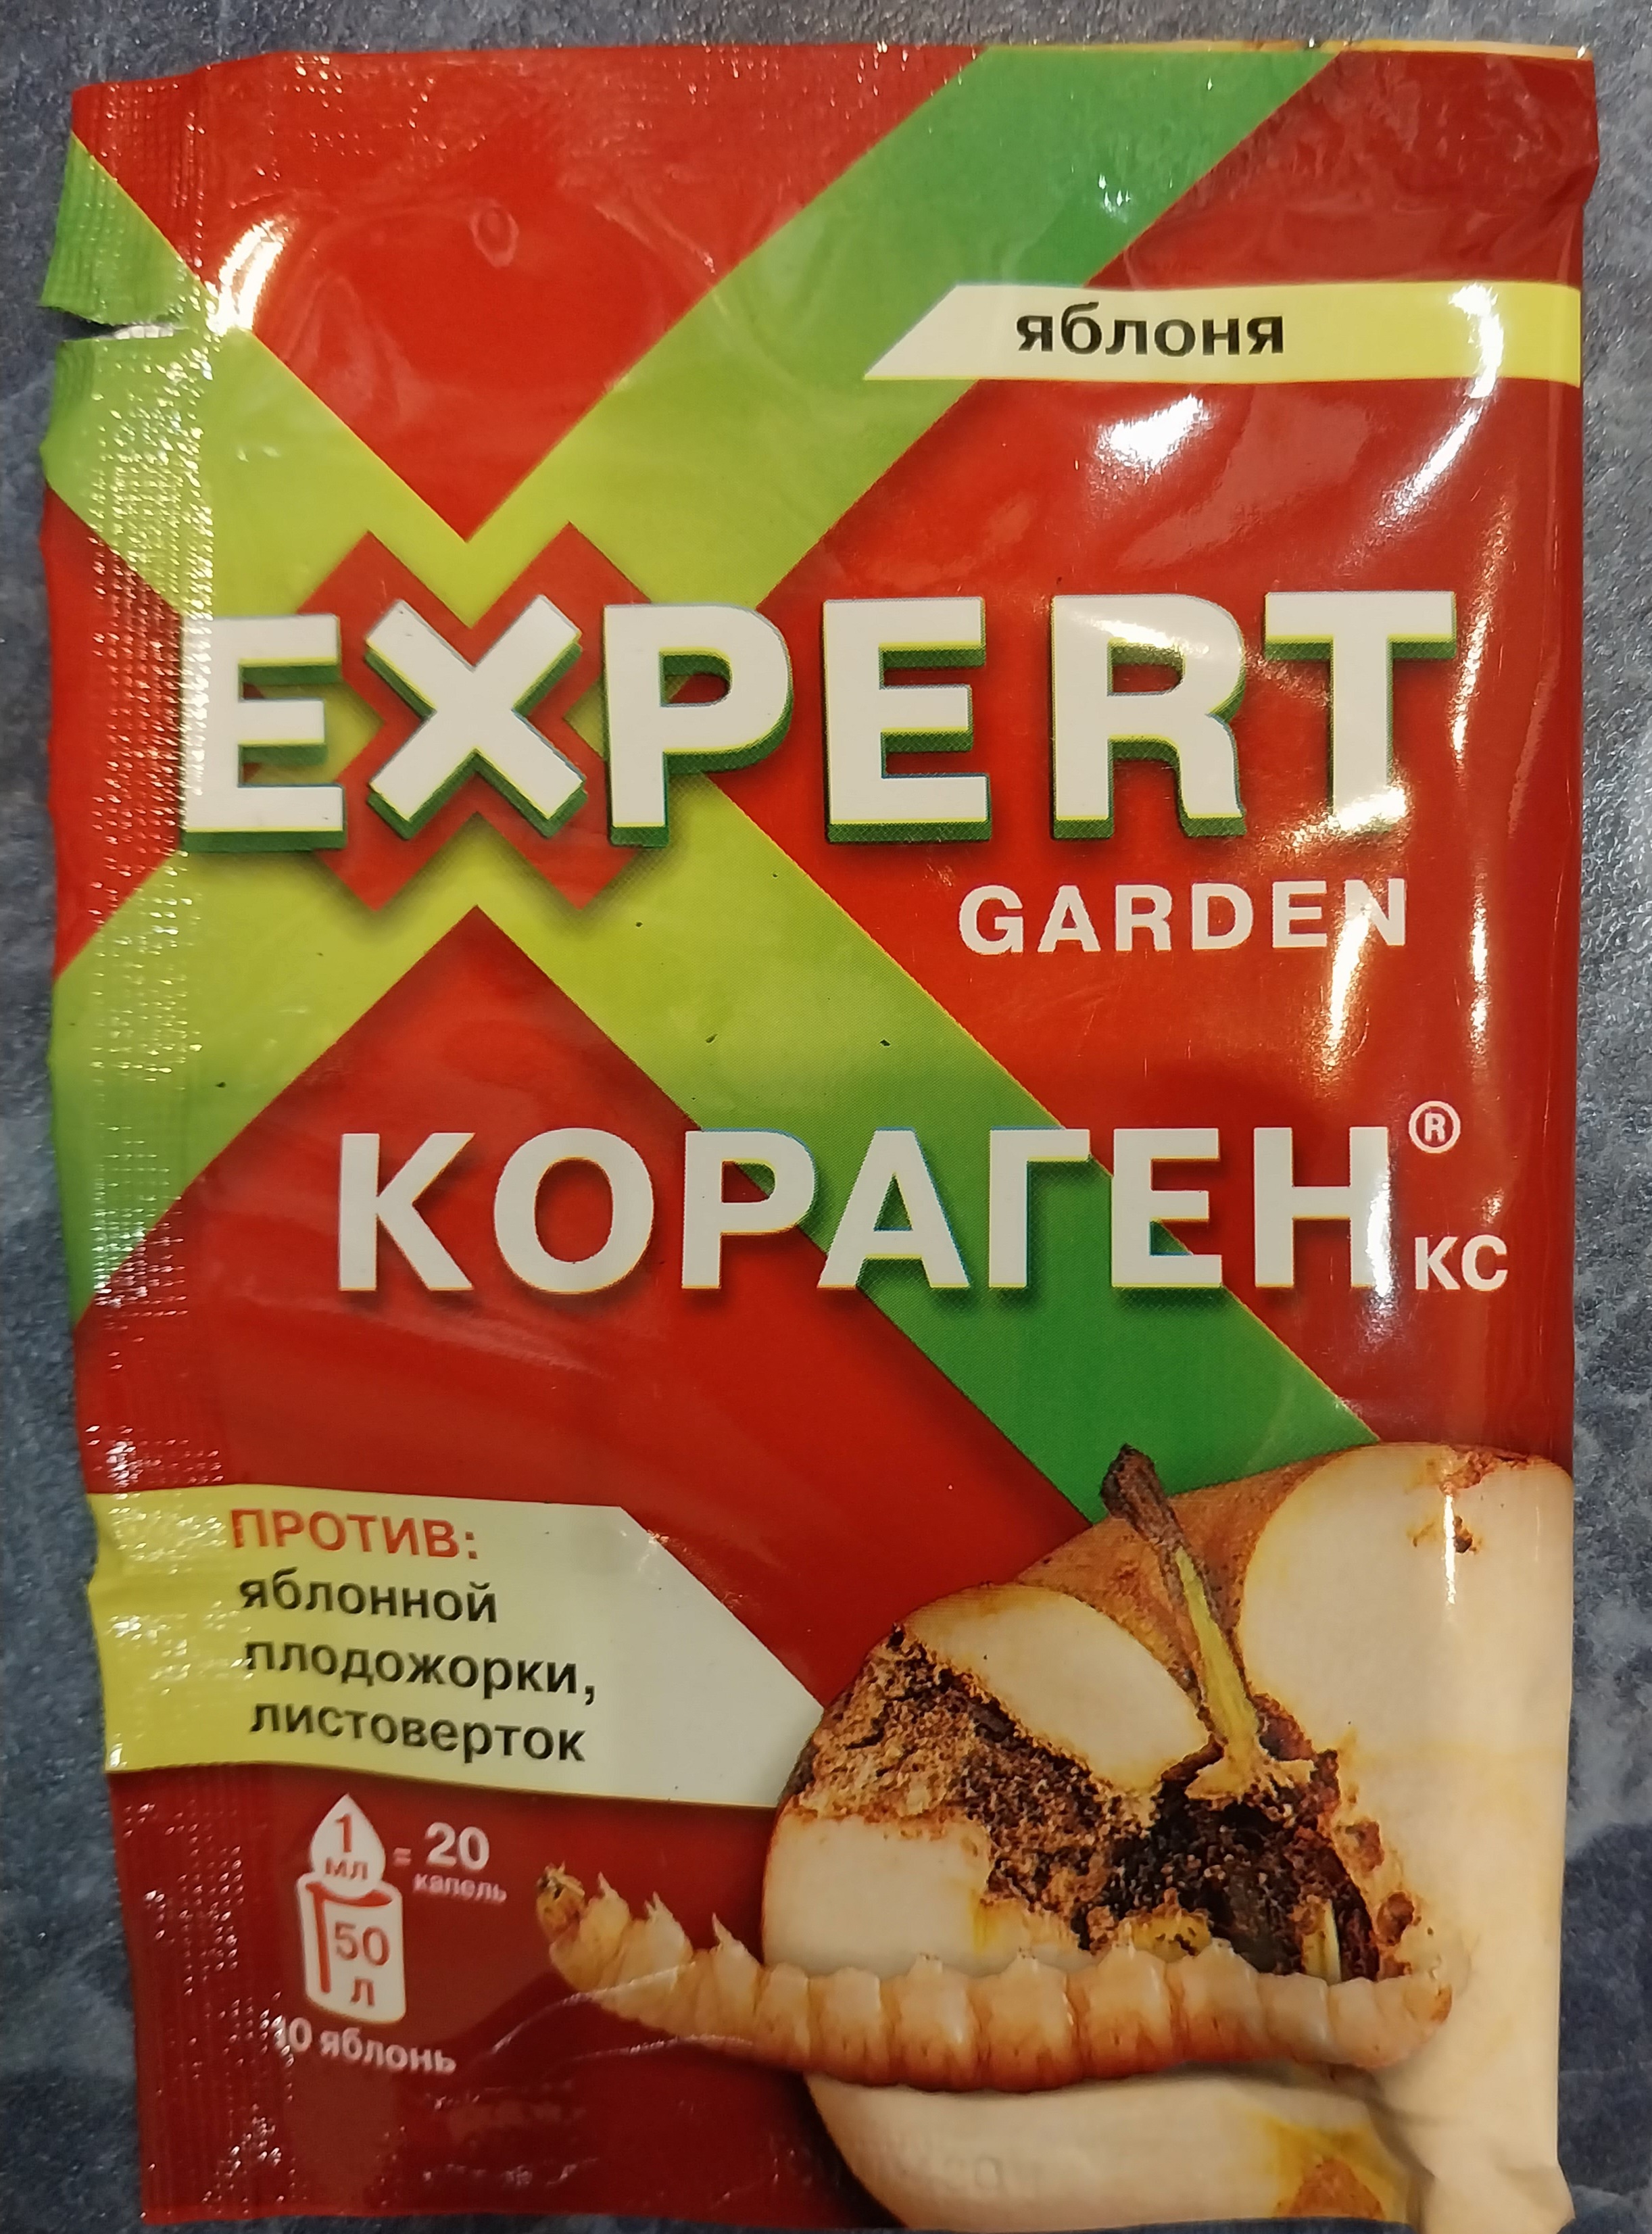 яблоня
EXPERT
GARDEN
КОРАГЕН®
КС
ПРОТИВ:
яблонной
плодожорки,
листоверток
1 мл = 20 капель
50 л
10 яблонь